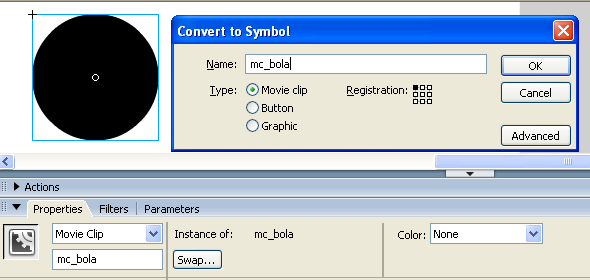 Convert to Symbol
Name: mc_bola OK
Type: Movie clip Registration: Cancel
Button
Graphic Advanced
Actions
Properties Filters Parameters
Movie Clip Instance of: mc_bola Color: None
mc_bola Swap...